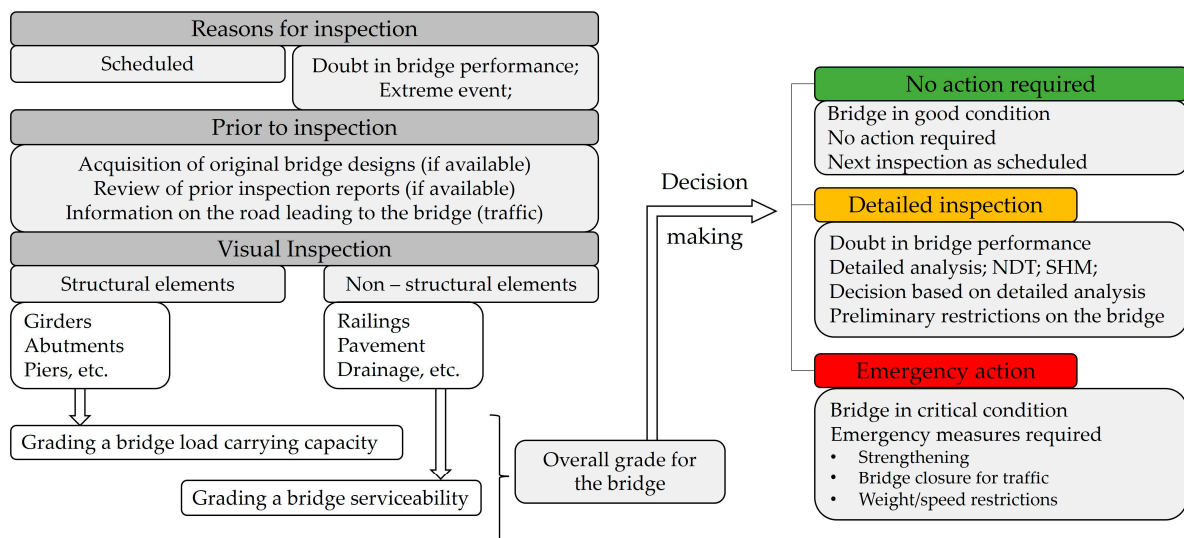 Reasons for inspection
Scheduled
Doubt in bridge performance;
Extreme event;
Prior to inspection
Acquisition of original bridge designs (if available)
Review of prior inspection reports (if available)
Information on the road leading to the bridge (traffic)
Visual Inspection
Structural elements
Non – structural elements
Girders
Abutments
Piers, etc.
Railings
Pavement
Drainage, etc.
Grading a bridge load carrying capacity
Grading a bridge serviceability
Overall grade for
the bridge
Decision
making
No action required
Bridge in good condition
No action required
Next inspection as scheduled
Detailed inspection
Doubt in bridge performance
Detailed analysis; NDT; SHM;
Decision based on detailed analysis
Preliminary restrictions on the bridge
Emergency action
Bridge in critical condition
Emergency measures required
• Strengthening
• Bridge closure for traffic
• Weight/speed restrictions